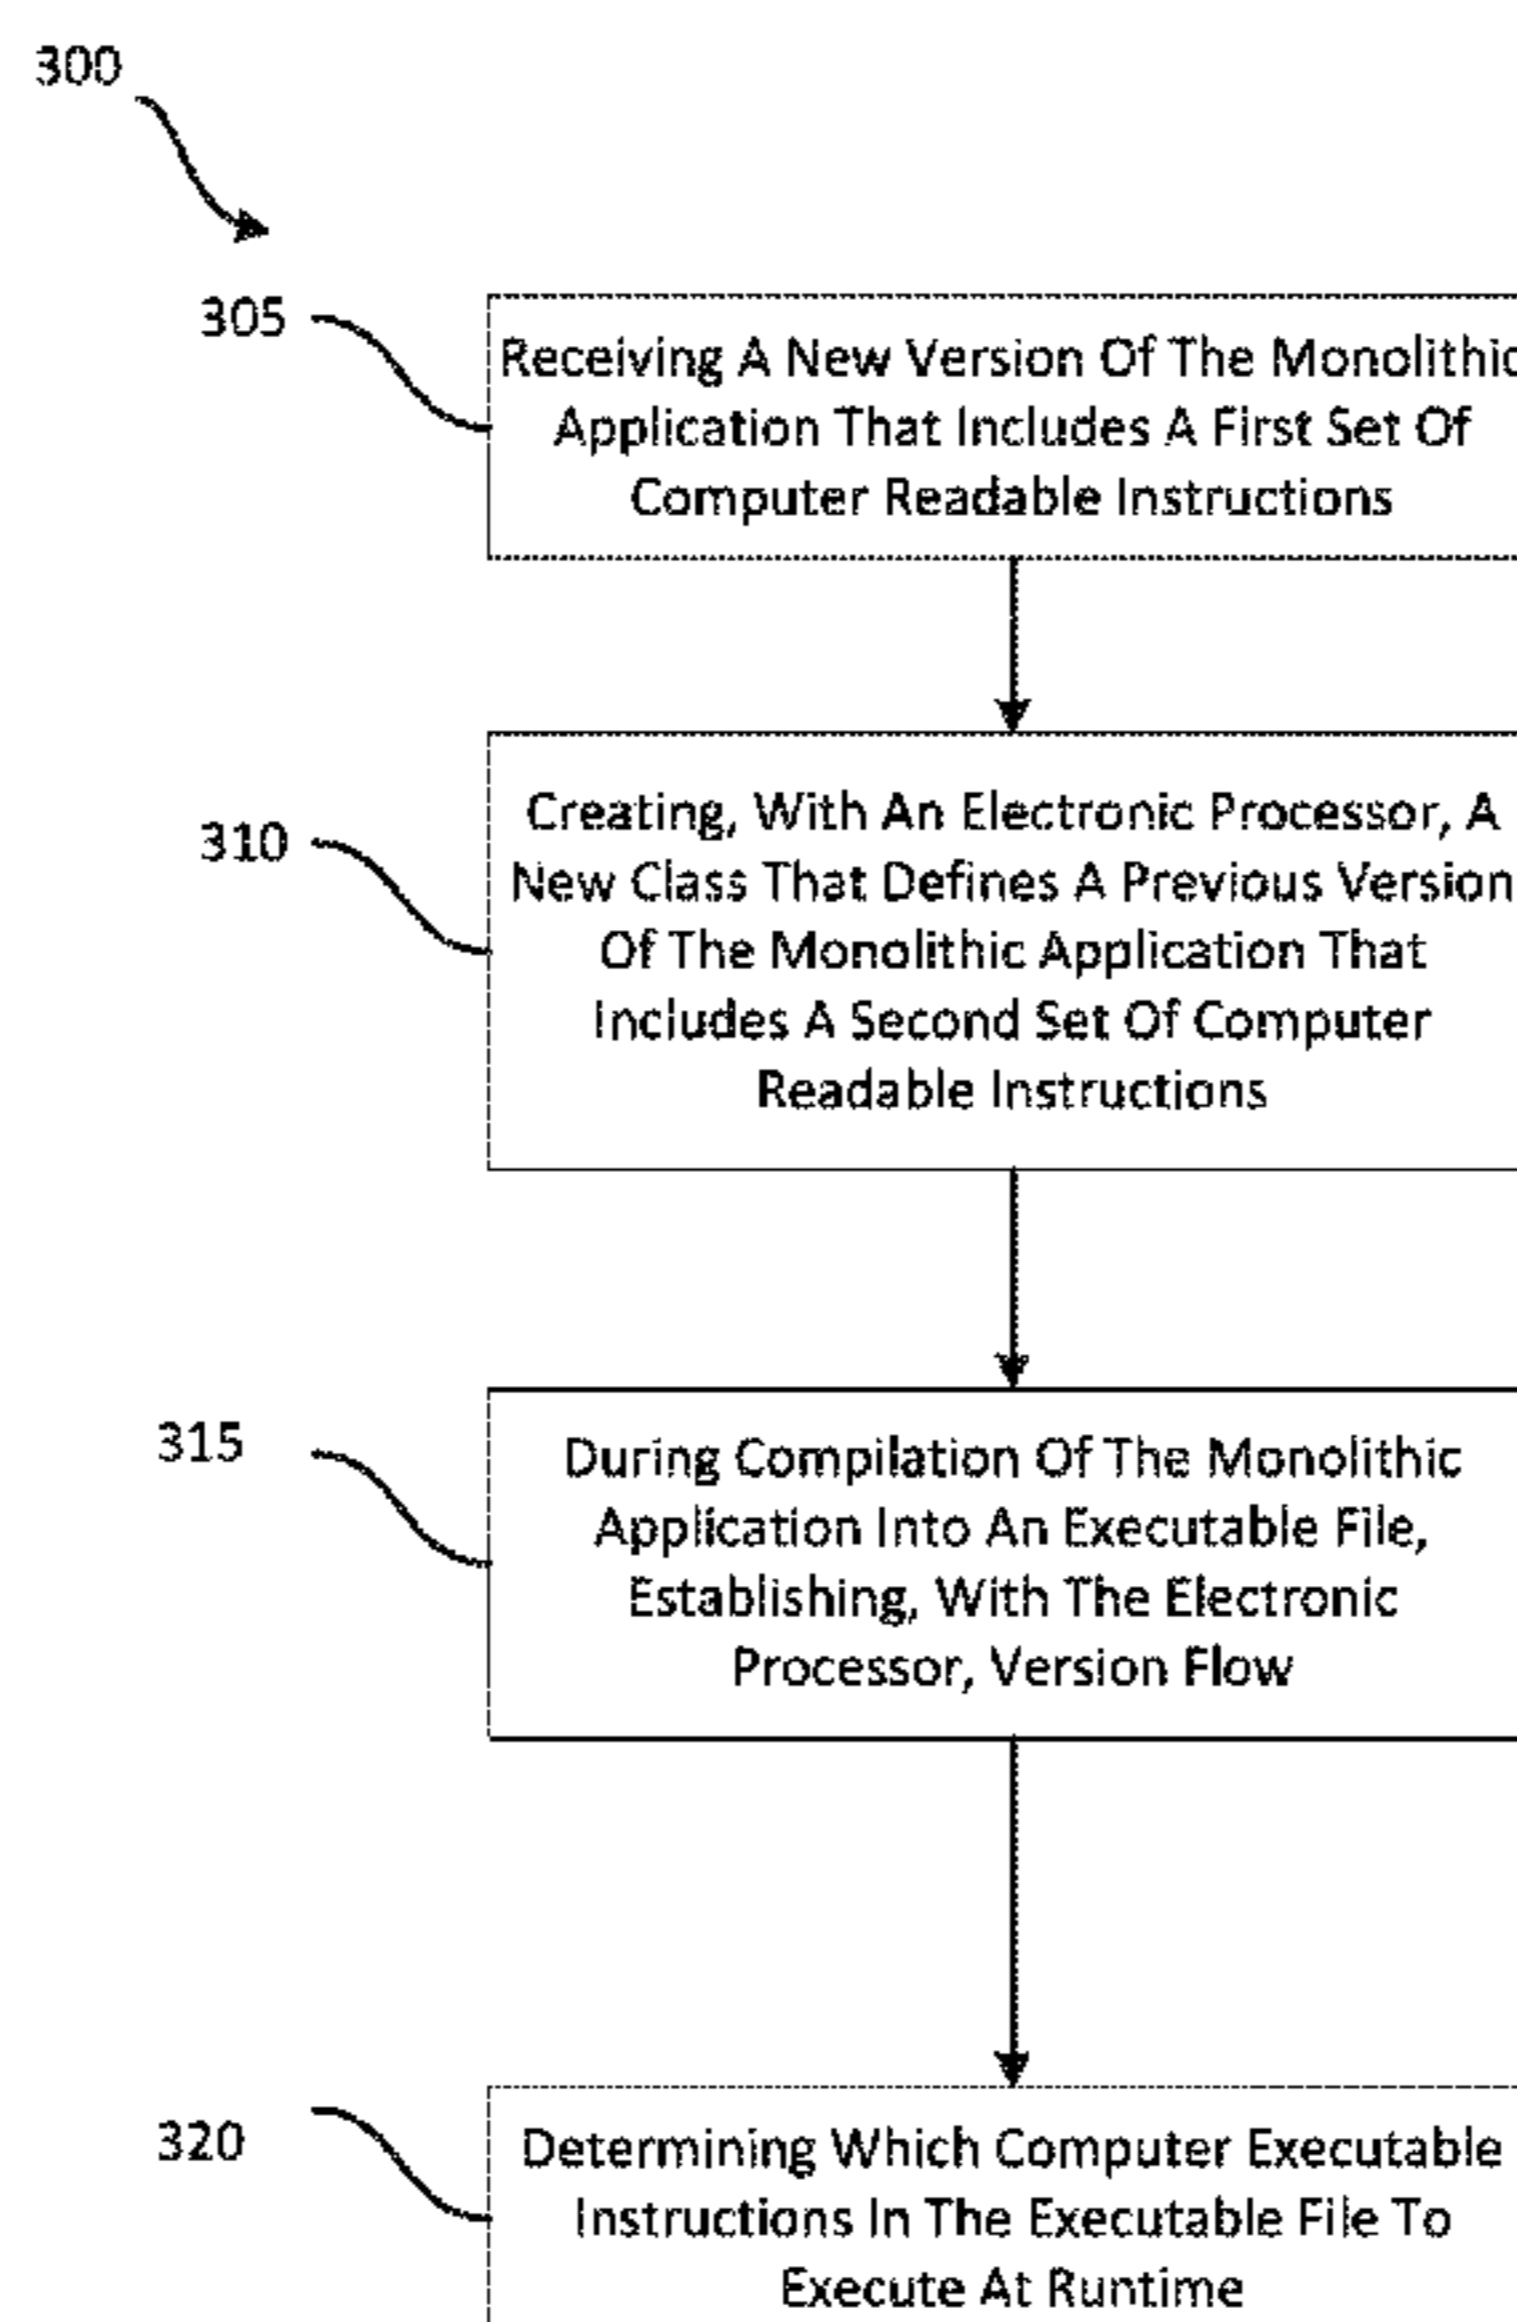 300
305
Receiving A New Version Of The Monolithic
Application That Includes A First Set Of
Computer Readable Instructions
310
Creating, With An Electronic Processor, A
New Class That Defines A Previous Version
Of The Monolithic Application That
Includes A Second Set Of Computer
Readable Instructions
315
During Compilation Of The Monolithic
Application Into An Executable File,
Establishing, With The Electronic
Processor, Version Flow
320
Determining Which Computer Executable
Instructions In The Executable File To
Execute At Runtime